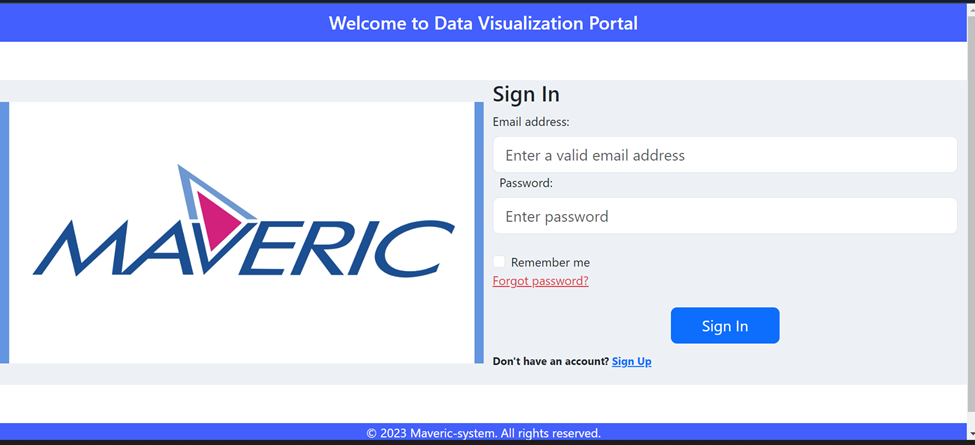 Welcome to Data Visualization Portal
MAVERIC
Sign In
Email address:
Enter a valid email address
Password:
Enter password
Remember me
Forgot password?
Sign In
Don't have an account? Sign Up
© 2023 Maveric-system. All rights reserved.